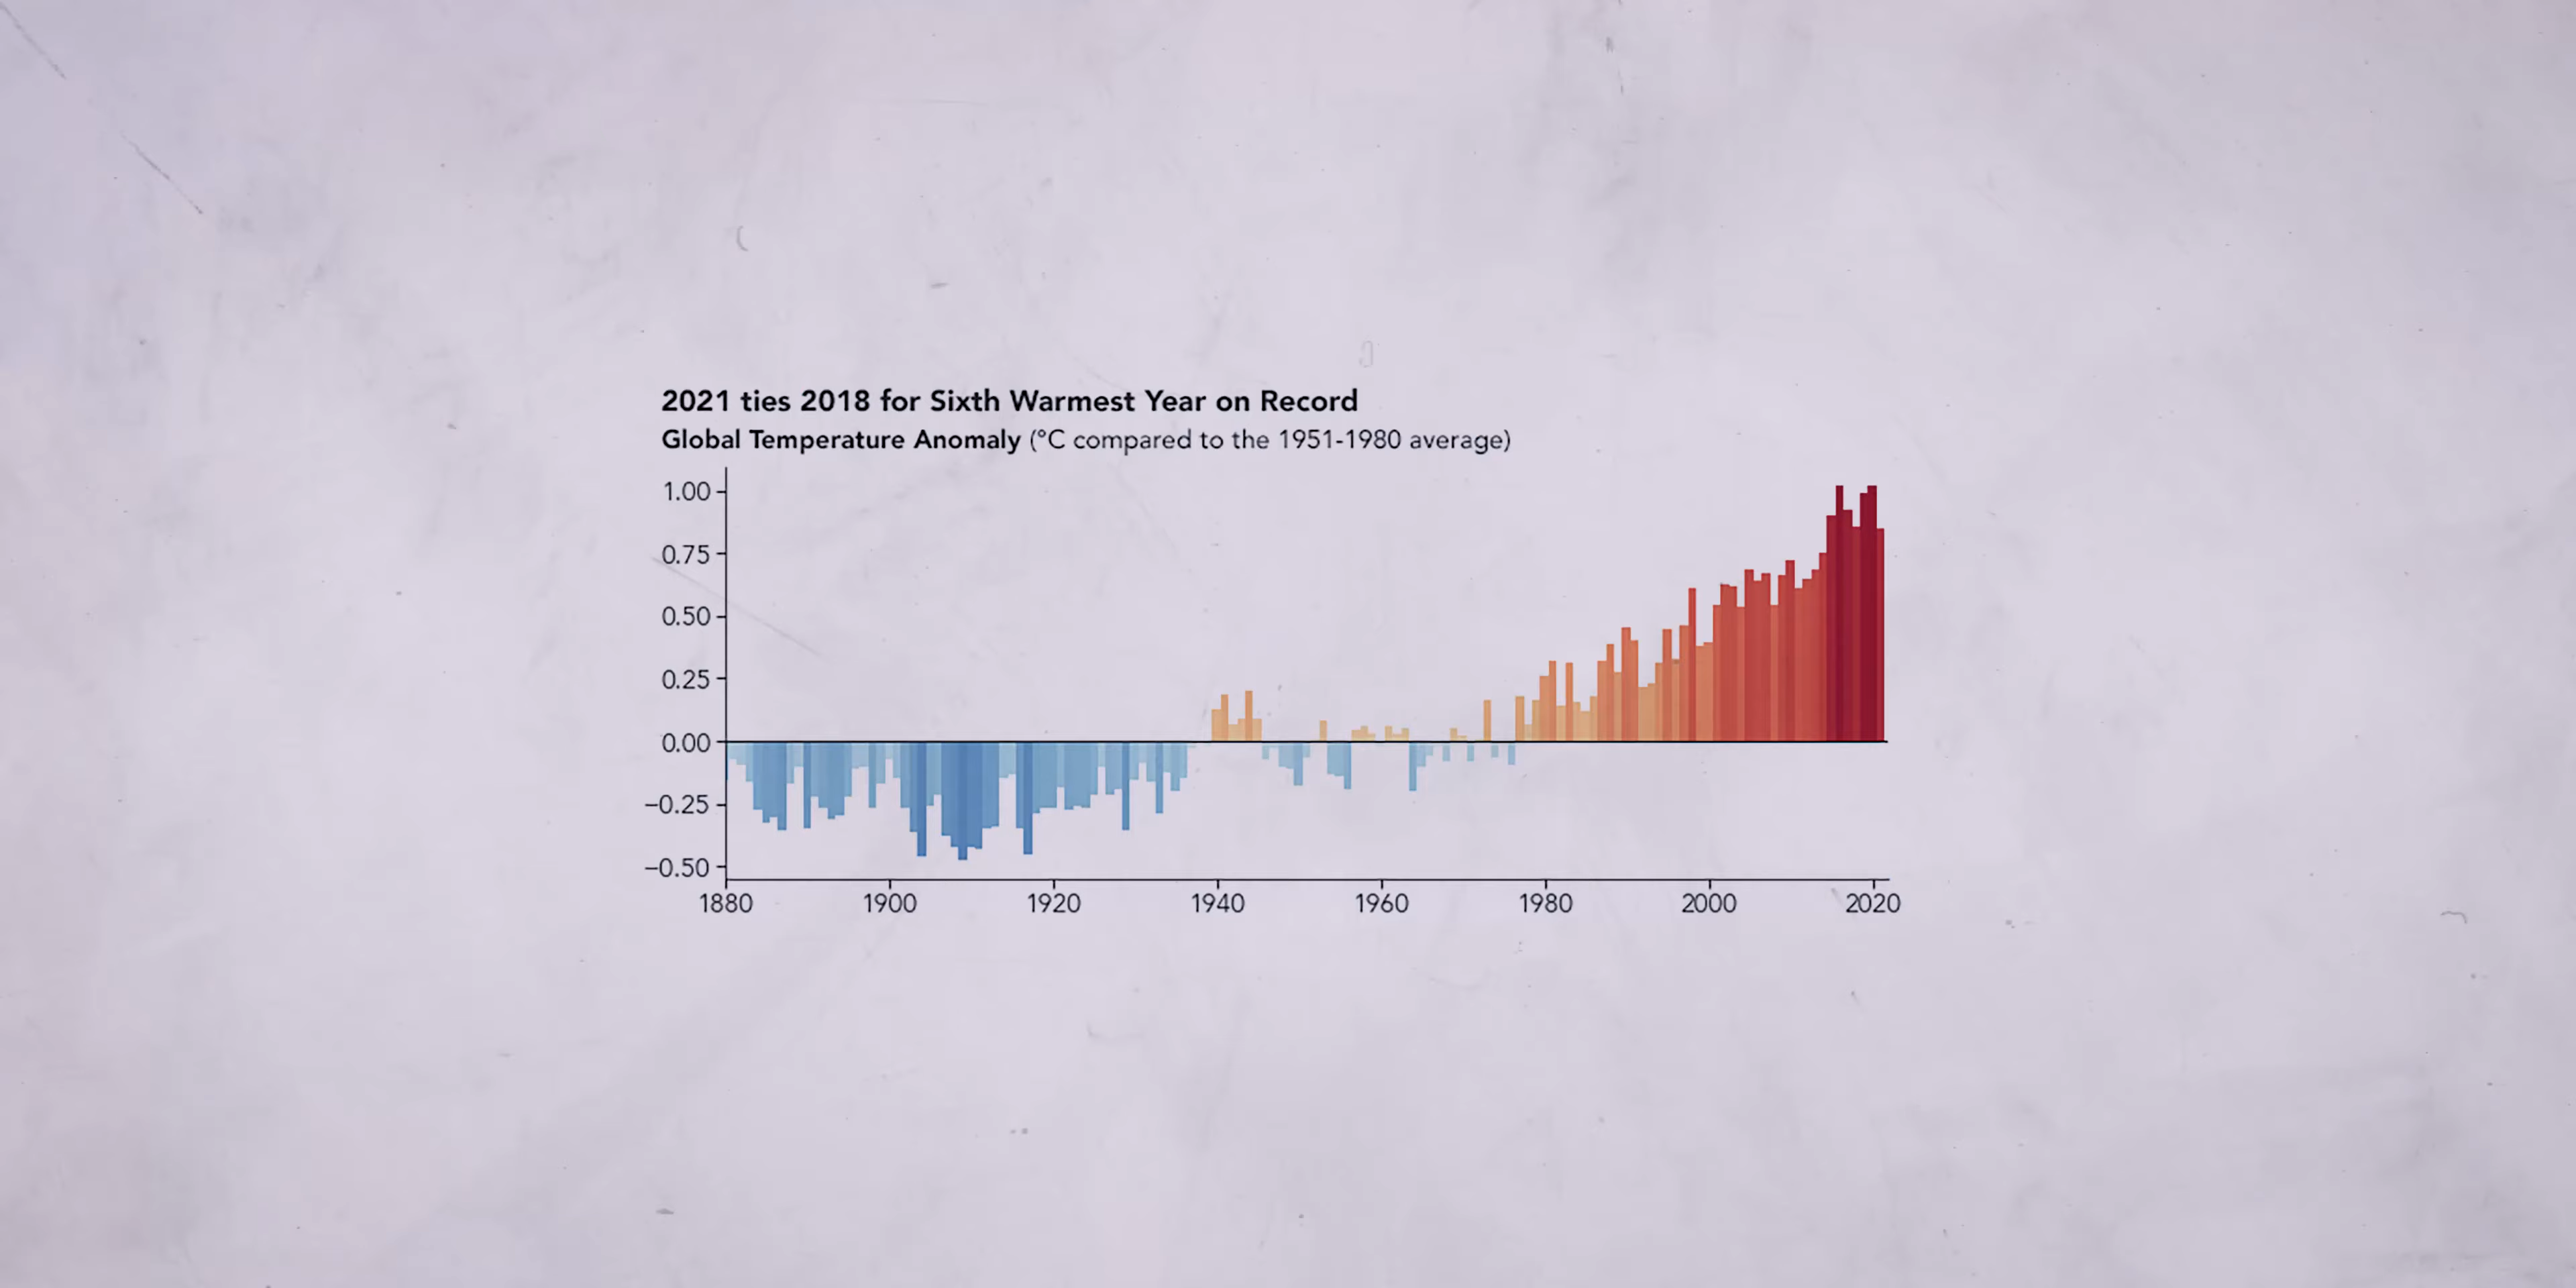 2021 ties 2018 for Sixth Warmest Year on Record
Global Temperature Anomaly (°C compared to the 1951-1980 average)
1.00
0.75
0.50
0.25
0.00
−0.25
−0.50
1880 1900 1920 1940 1960 1980 2000 2020